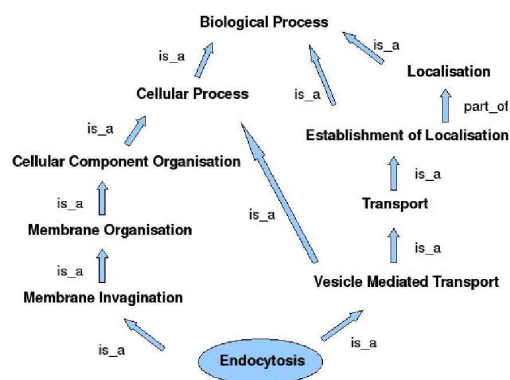 Biological Process
is_a
is_a
Localisation
Cellular Process
is_a
part_of
is_a
Establishment of Localisation
Cellular Component Organisation
is_a
is_a
Transport
is_a
Membrane Organisation
is_a
is_a
Vesicle Mediated Transport
Membrane Invagination
is_a
is_a
Endocytosis